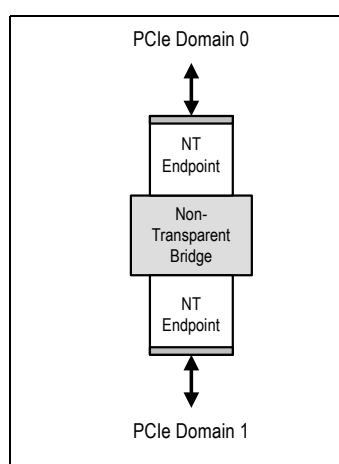 PCIe Domain 0
NT
Endpoint
Non-
Transparent
Bridge
NT
Endpoint
PCIe Domain 1